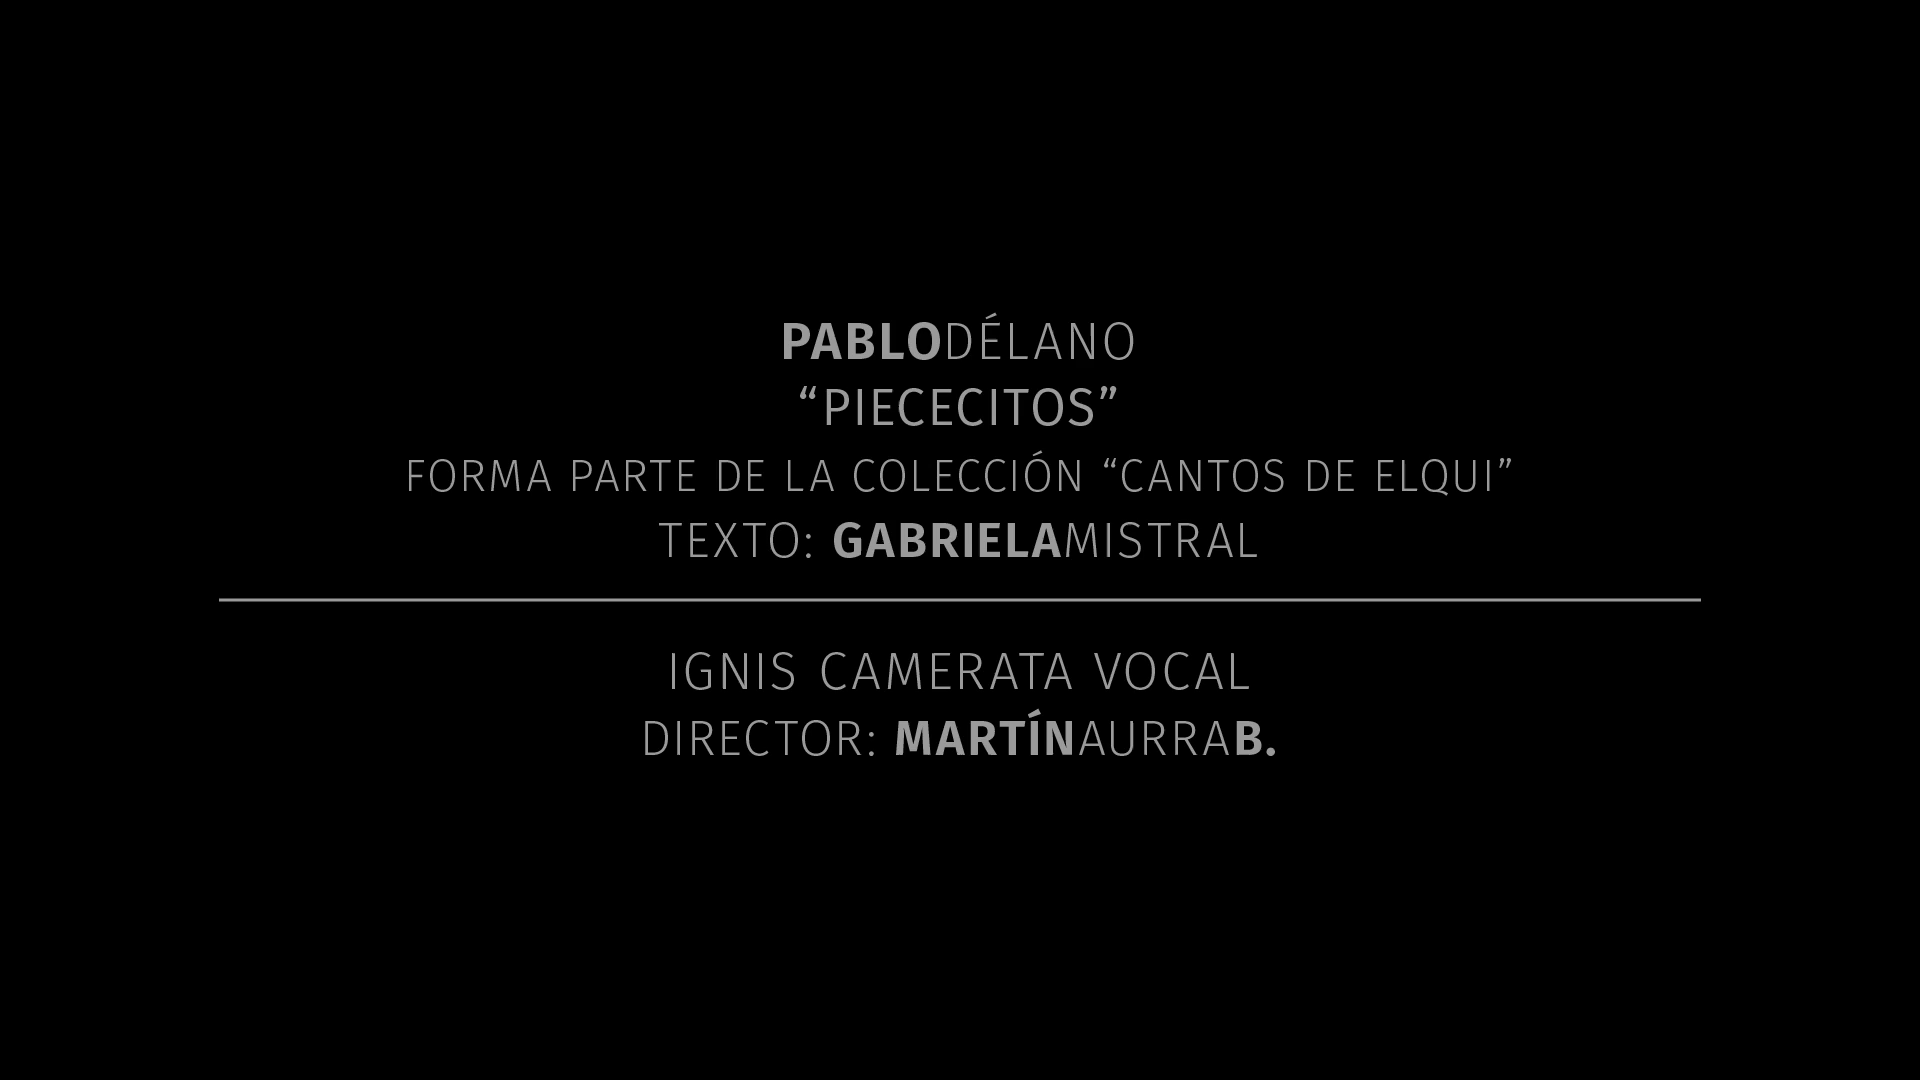 PABLODÉLANO
“PIECECITOS”
FORMA PARTE DE LA COLECCIÓN “CANTOS DE ELQUI”
TEXTO: GABRIELAMISTRAL
IGNIS CAMERATA VOCAL
DIRECTOR: MARTÍNAURRAB.